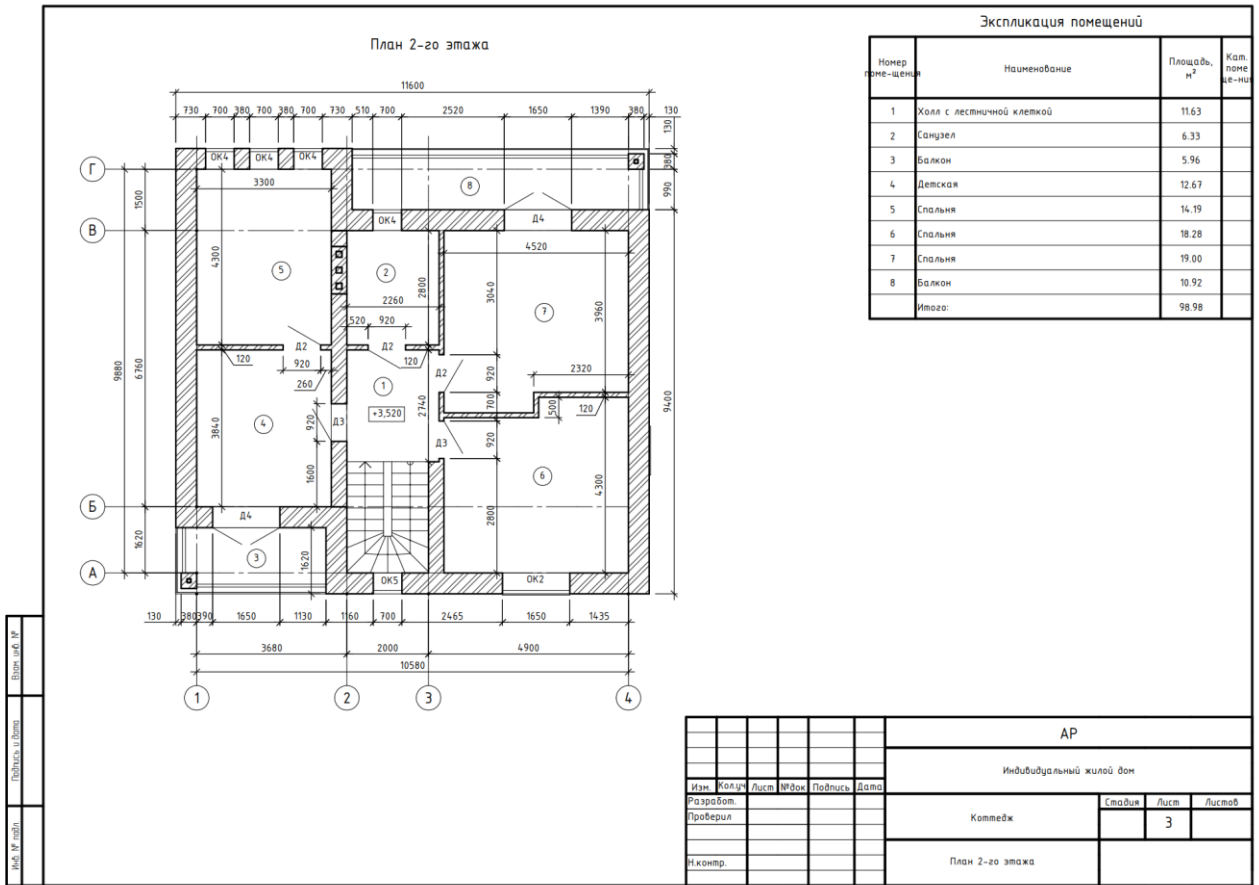 План 2-го этажа
Экспликация помещений
Номер поме-щения Наименование Площадь, м² Кат. поме ще-ния
1 Холл с лестничной клеткой 11.63
2 Санузел 6.33
3 Балкон 5.96
4 Детская 12.67
5 Спальня 14.19
6 Спальня 18.28
7 Спальня 19.00
8 Балкон 10.92
Итого: 98.98
11600
730 700 380 700 380 700 730 510 700 2520 1650 1390 380 130
130
380
990
Г
ОК4 ОК4 ОК4
3300
8
1500
В
ОК4
Д4
4520
4300
5
2
2800
3040
3960
2260
7
520 920
Д2
Д2
120
920
260
120
Д2
920
2320
9880
6760
1
+3,520
2740
700
500
120
9400
4
3840
920
Д3
Д3
920
1600
6
4300
2800
Б
Д4
3
1620
1620
А
ОК5
ОК2
130 380 390 1650 1130 1160 700 2465 1650 1435
3680 2000 4900
10580
1 2 3 4
Взам. инв. №
Подпись и дата
Инв. № подл.
АР
Индивидуальный жилой дом
Изм. Кол.уч Лист №док Подпись Дата
Разработ.
Проверил
Н.контр.
Коттедж
Стадия Лист Листов
3
План 2-го этажа